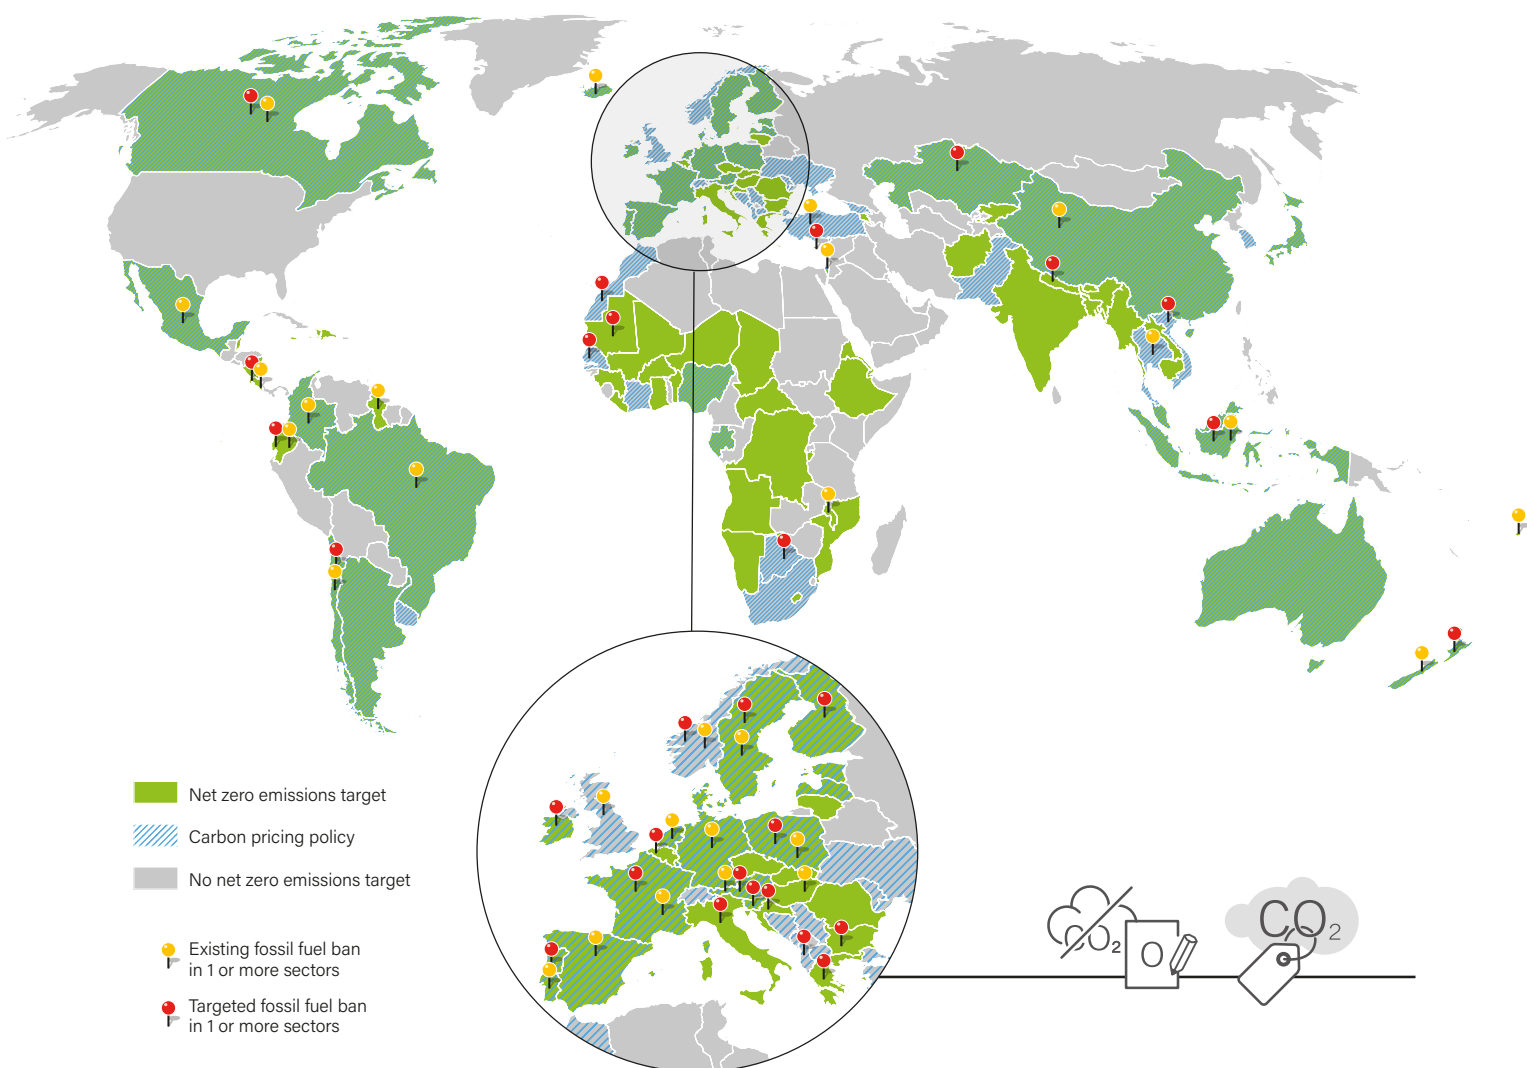 Net zero emissions target
Carbon pricing policy
No net zero emissions target
Existing fossil fuel ban
in 1 or more sectors
Targeted fossil fuel ban
in 1 or more sectors
CO2
O
CO2